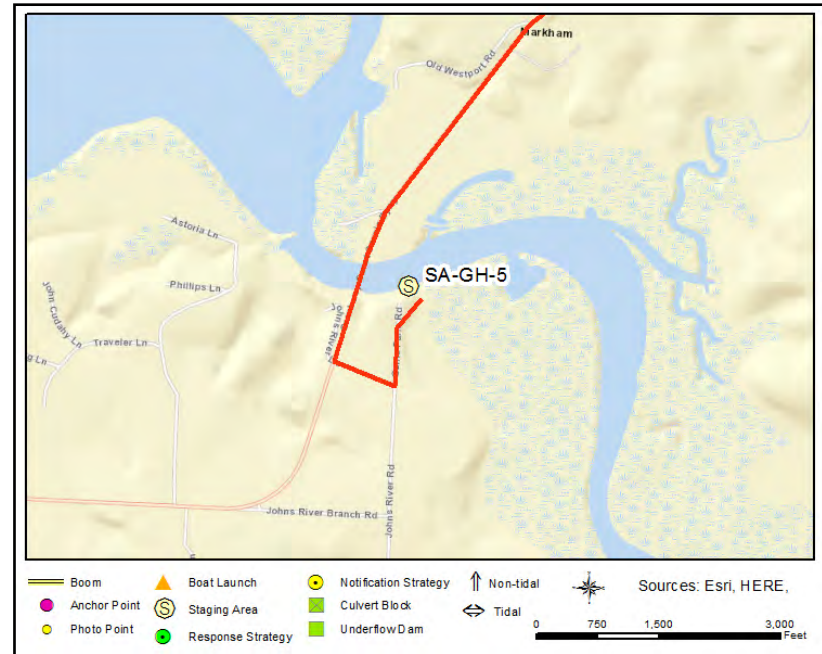 Markham
Old Westport Rd
Astoria Ln
SA-GH-5
Phillips Ln
John Cudahy Ln
Johns River
Rd
Traveler Ln
Ln
Johns River Rd
Johns River Branch Rd
Boom
Boat Launch
Notification Strategy
Non-tidal
Sources: Esri, HERE,
Anchor Point
S Staging Area
Culvert Block
Tidal
Photo Point
Response Strategy
Underflow Dam
0 750 1,500 3,000
Feet